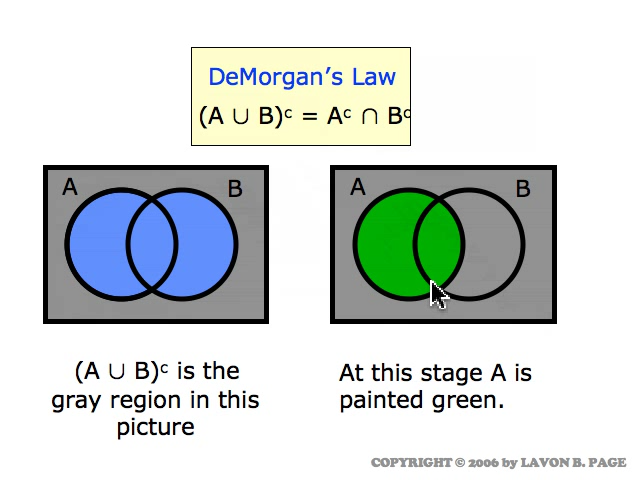 DeMorgan's Law
(A ∪ B)ᶜ = Aᶜ ∩ Bᶜ
A
B
A
B
(A ∪ B)ᶜ is the
gray region in this
picture
At this stage A is
painted green.
COPYRIGHT © 2006 by LAVON B. PAGE